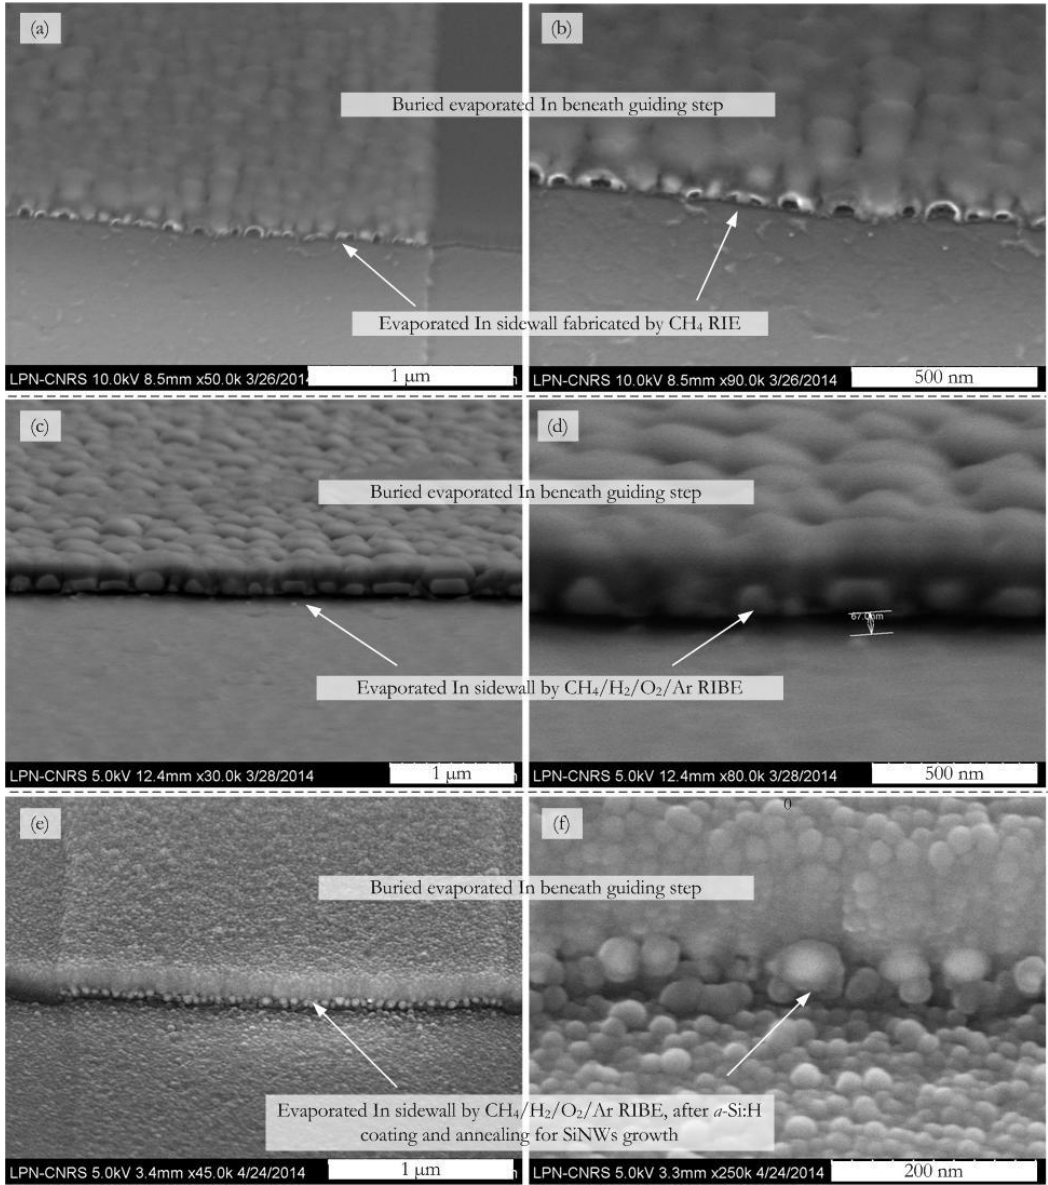 (a)
(b)
Buried evaporated In beneath guiding step
Evaporated In sidewall fabricated by CH₄ RIE
LPN-CNRS 10.0kV 8.5mm x50.0k 3/26/2014
1 μm
LPN-CNRS 10.0kV 8.5mm x90.0k 3/26/2014
500 nm
(c)
(d)
Buried evaporated In beneath guiding step
67.0nm
Evaporated In sidewall by CH₄/H₂/O₂/Ar RIBE
LPN-CNRS 5.0kV 12.4mm x30.0k 3/28/2014
1 μm
LPN-CNRS 5.0kV 12.4mm x80.0k 3/28/2014
500 nm
(e)
(f)
0
Buried evaporated In beneath guiding step
Evaporated In sidewall by CH₄/H₂/O₂/Ar RIBE, after a-Si:H
coating and annealing for SiNWs growth
LPN-CNRS 5.0kV 3.4mm x45.0k 4/24/2014
1 μm
LPN-CNRS 5.0kV 3.3mm x250k 4/24/2014
200 nm